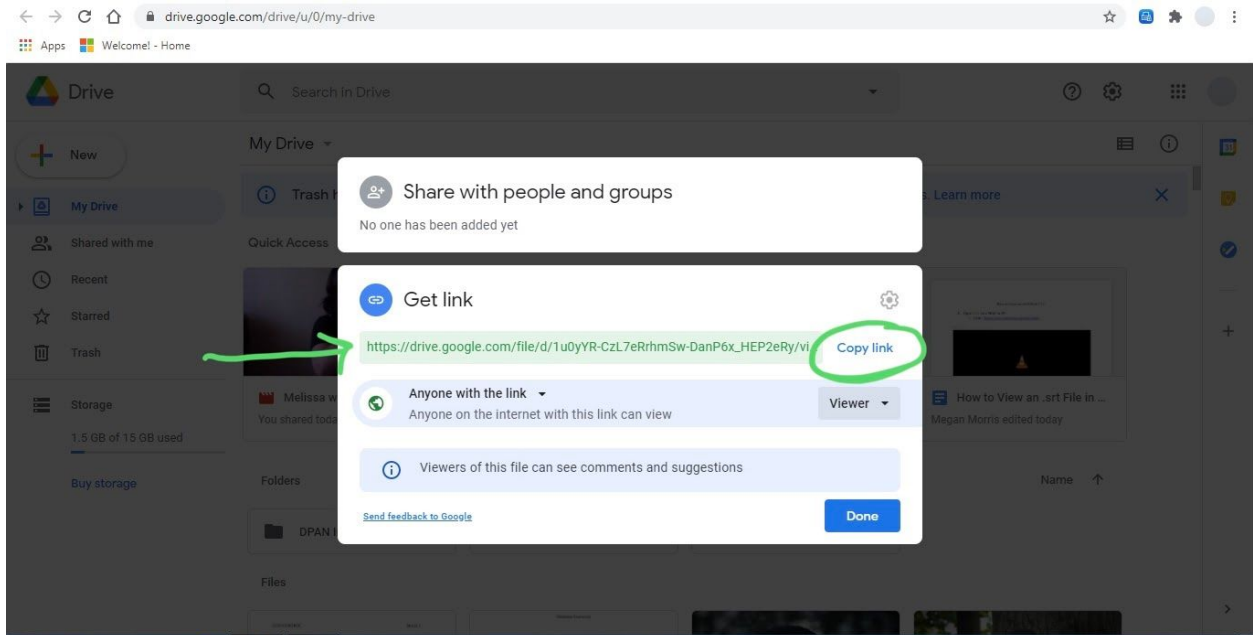 drive.google.com/drive/u/0/my-drive
Apps Welcome! - Home
Drive
Search in Drive
New
My Drive
Shared with me
Recent
Starred
Trash
Storage
1.5 GB of 15 GB used
Buy storage
My Drive
Trash
s. Learn more
Quick Access
Share with people and groups
No one has been added yet
Get link
https://drive.google.com/file/d/1u0yYR-CzL7eRrhmSw-DanP6x_HEP2eRy/vi... Copy link
Anyone with the link
Anyone on the internet with this link can view
Viewer
Viewers of this file can see comments and suggestions
Send feedback to Google
Done
Melissa w
You shared toda
How to View an .srt File in ...
Megan Morris edited today
Folders
Name
DPAN I
Files